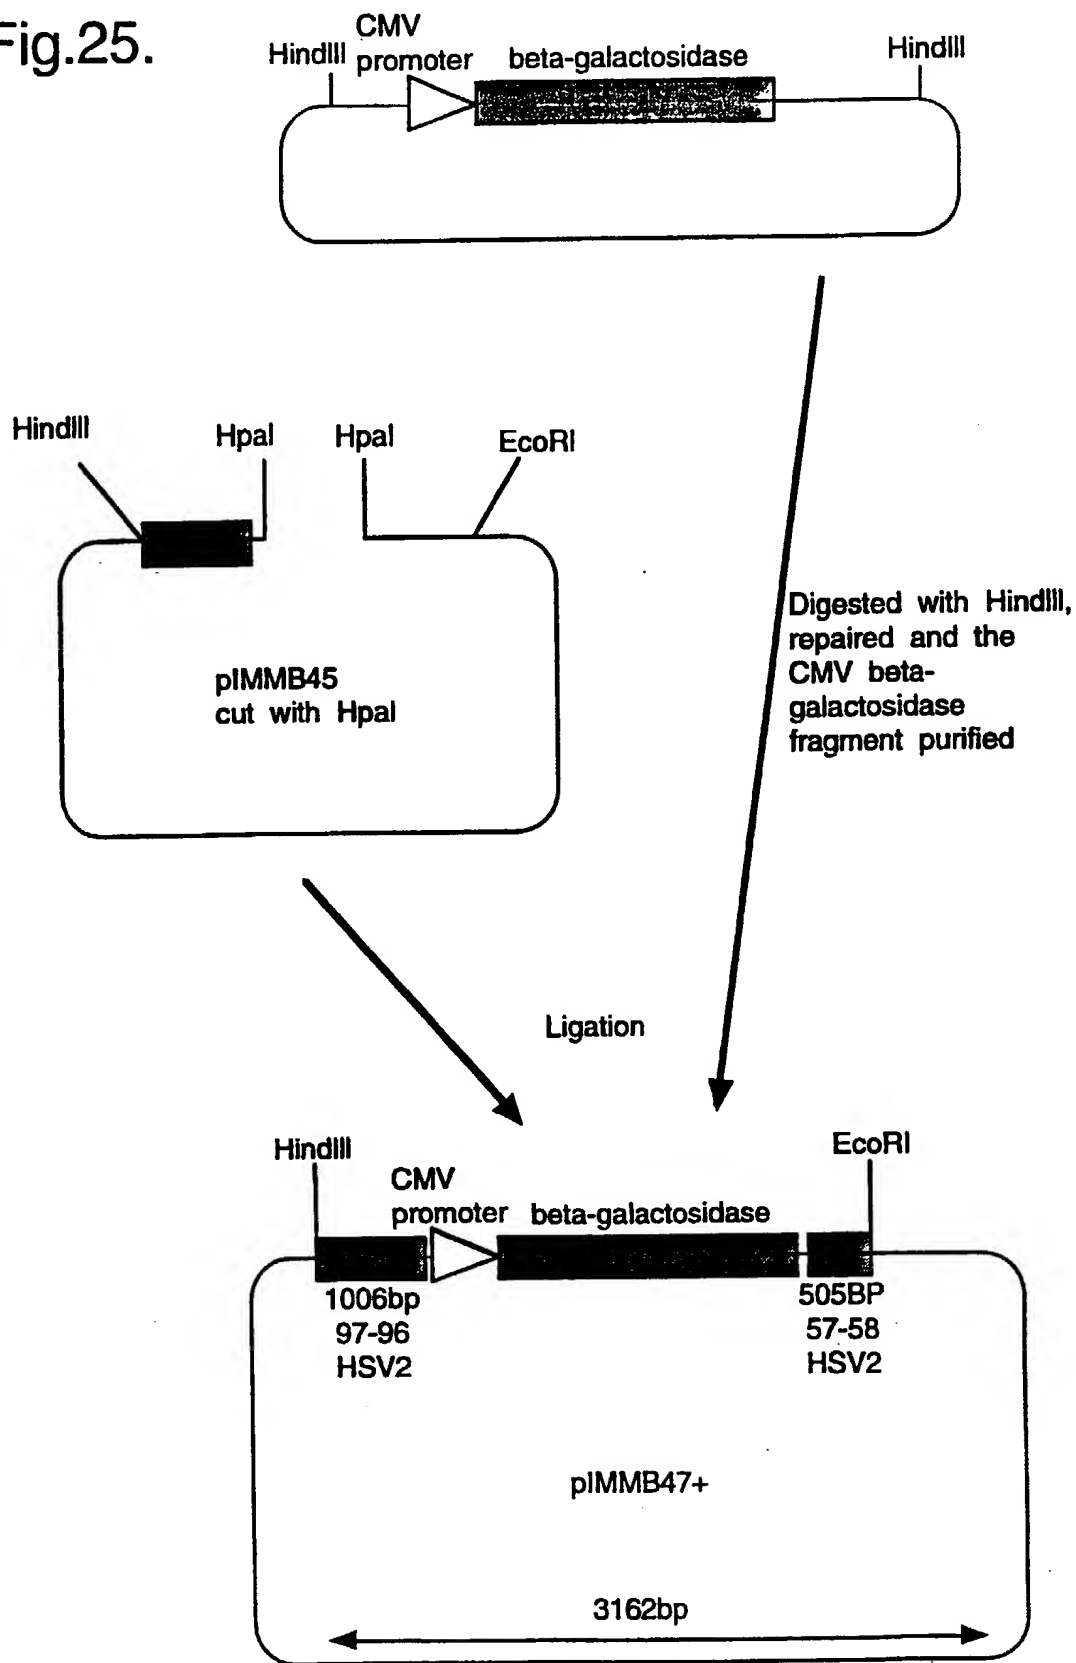 Fig.25.
CMV
HindIII promoter beta-galactosidase HindIII
HindIII HpaI HpaI EcoRI
Digested with HindIII,
repaired and the
CMV beta-
galactosidase
fragment purified
pIMMB45
cut with HpaI
Ligation
HindIII EcoRI
CMV
promoter beta-galactosidase
1006bp 505BP
97-96 57-58
HSV2 HSV2
pIMMB47+
3162bp